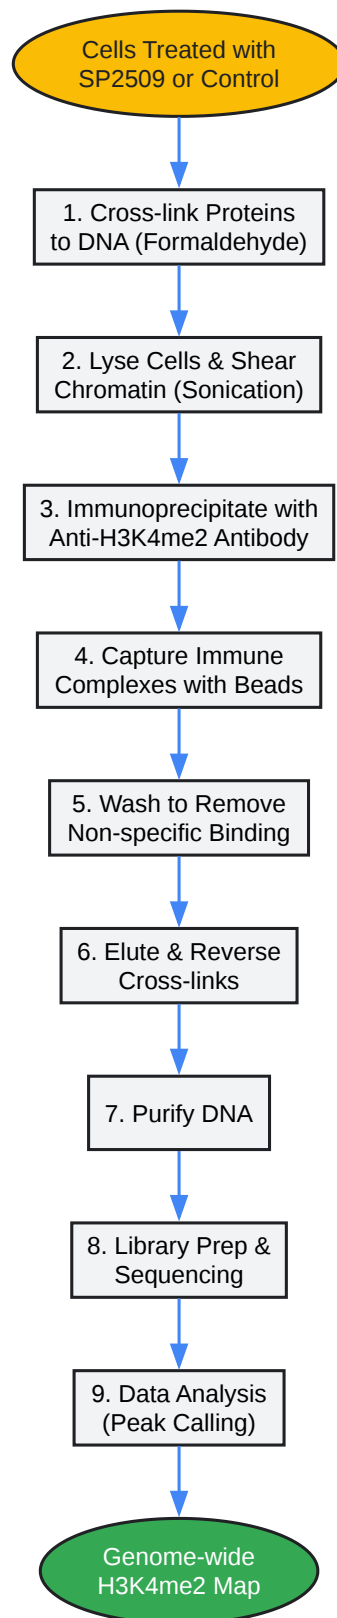 Cells Treated with
SP2509 or Control
1. Cross-link Proteins
to DNA (Formaldehyde)
2. Lyse Cells & Shear
Chromatin (Sonication)
3. Immunoprecipitate with
Anti-H3K4me2 Antibody
4. Capture Immune
Complexes with Beads
5. Wash to Remove
Non-specific Binding
6. Elute & Reverse
Cross-links
7. Purify DNA
8. Library Prep &
Sequencing
9. Data Analysis
(Peak Calling)
Genome-wide
H3K4me2 Map